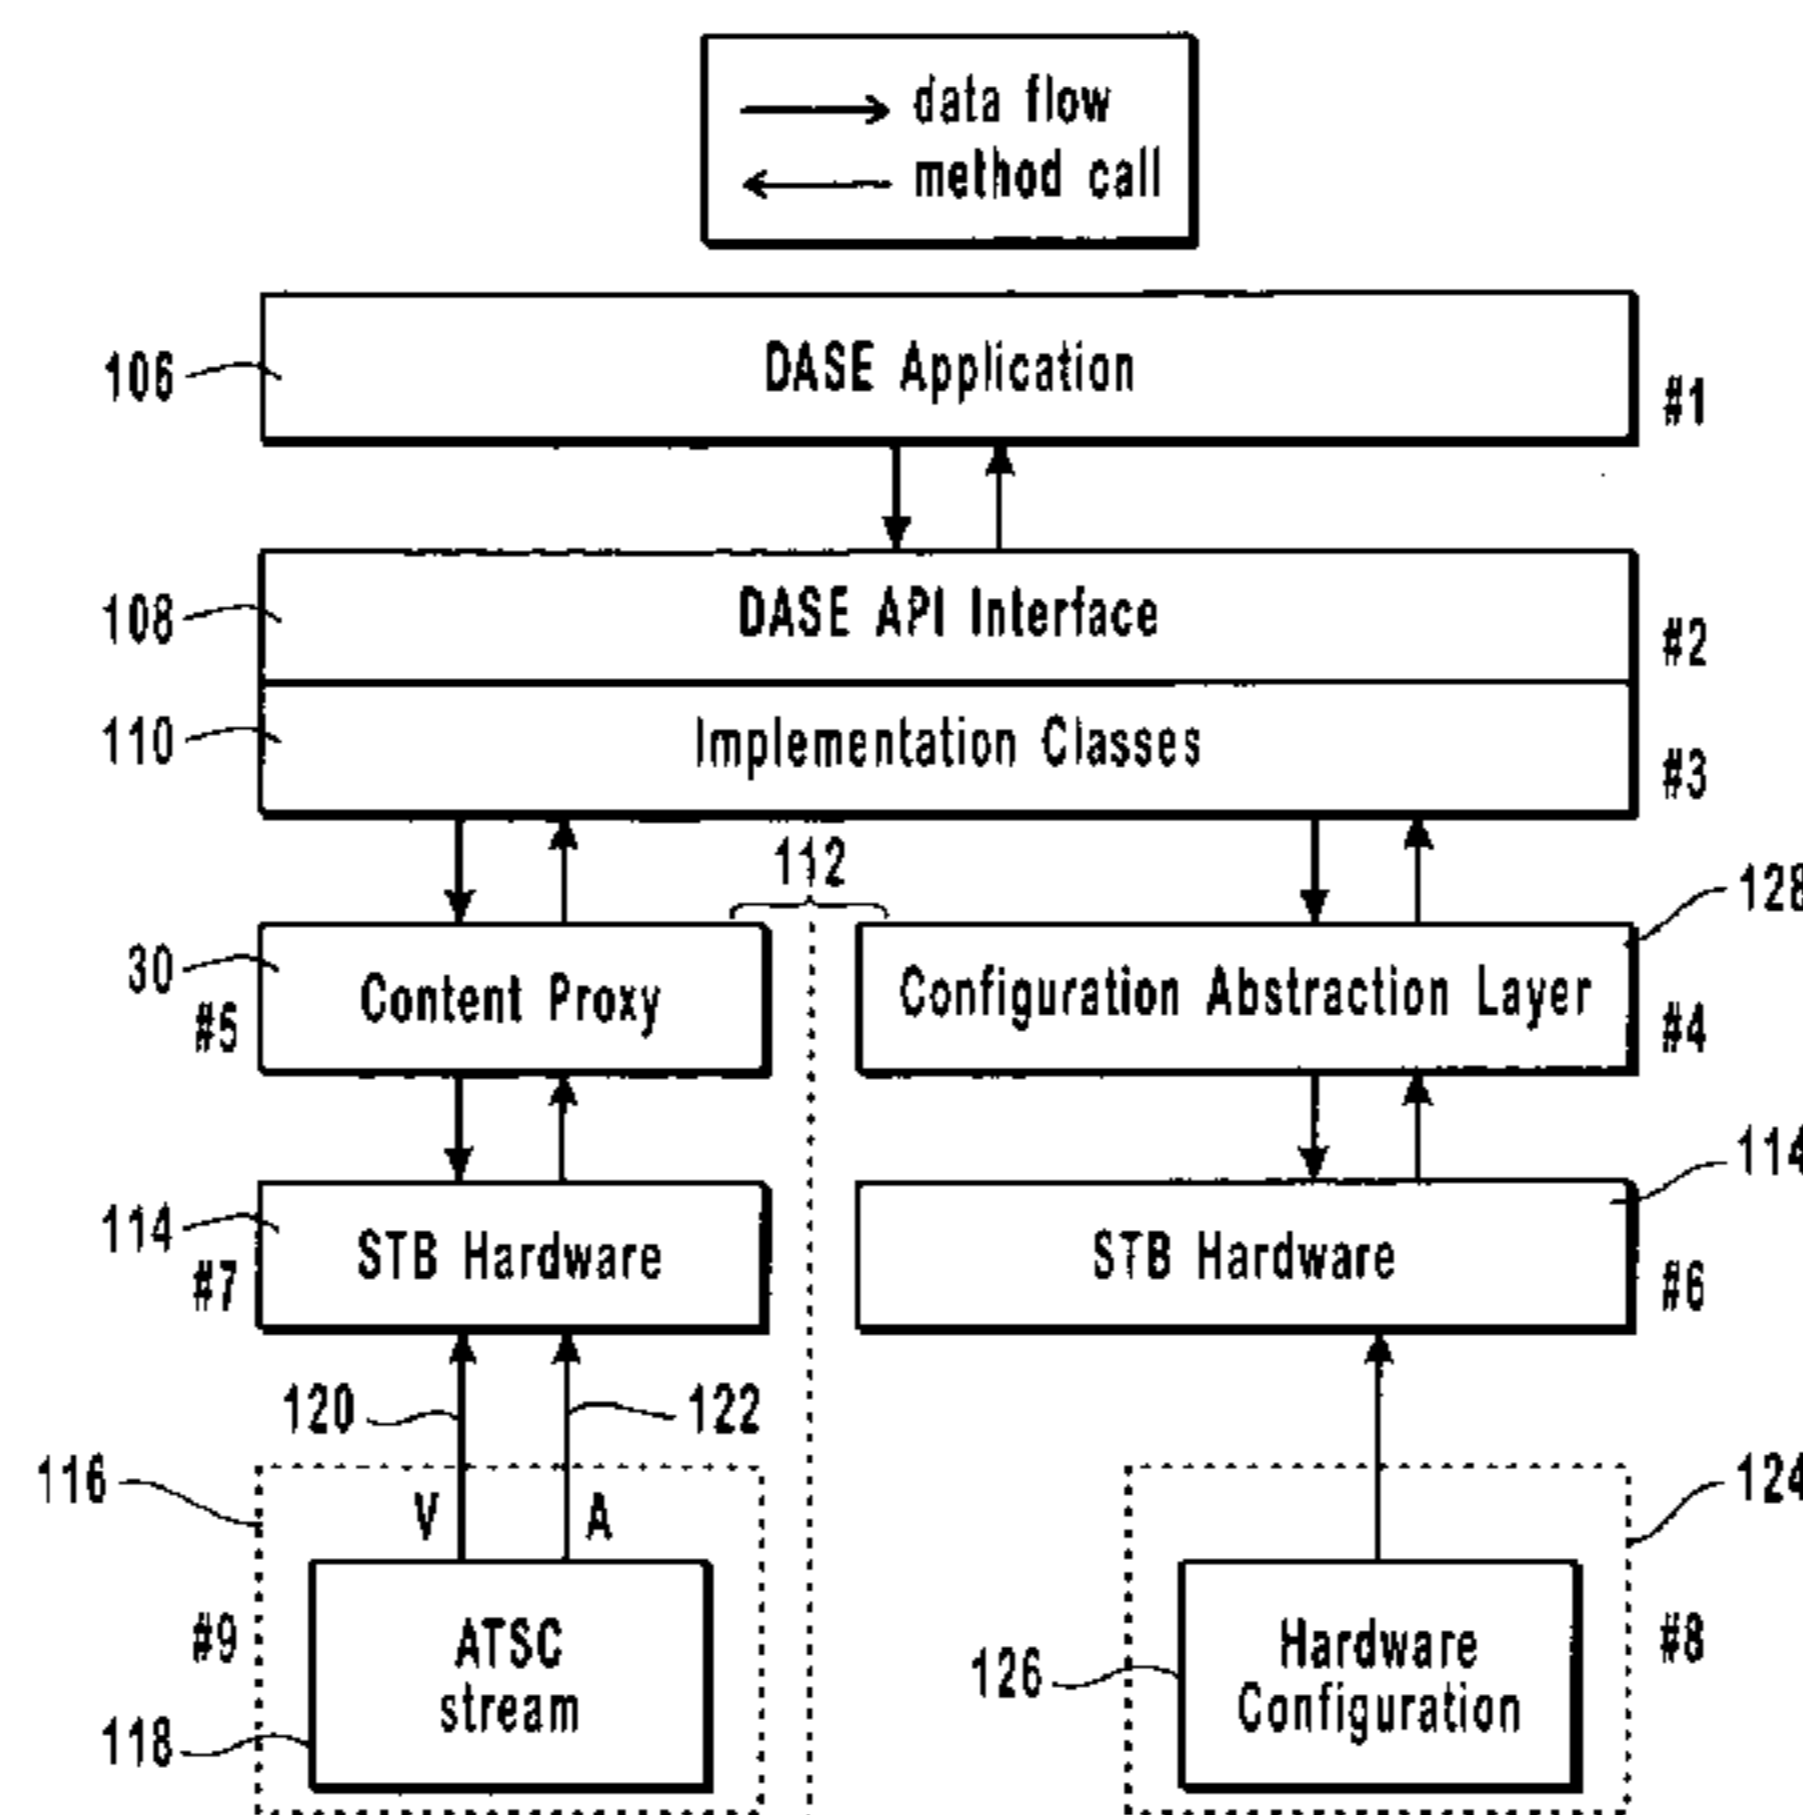 data flow
method call
106
DASE Application
#1
108
DASE API Interface
#2
110
Implementation Classes
#3
112
128
30
Content Proxy
#5
Configuration Abstraction Layer
#4
114
STB Hardware
#7
114
STB Hardware
#6
120
122
116
V
A
124
#9
ATSC
stream
118
126
Hardware
Configuration
#8